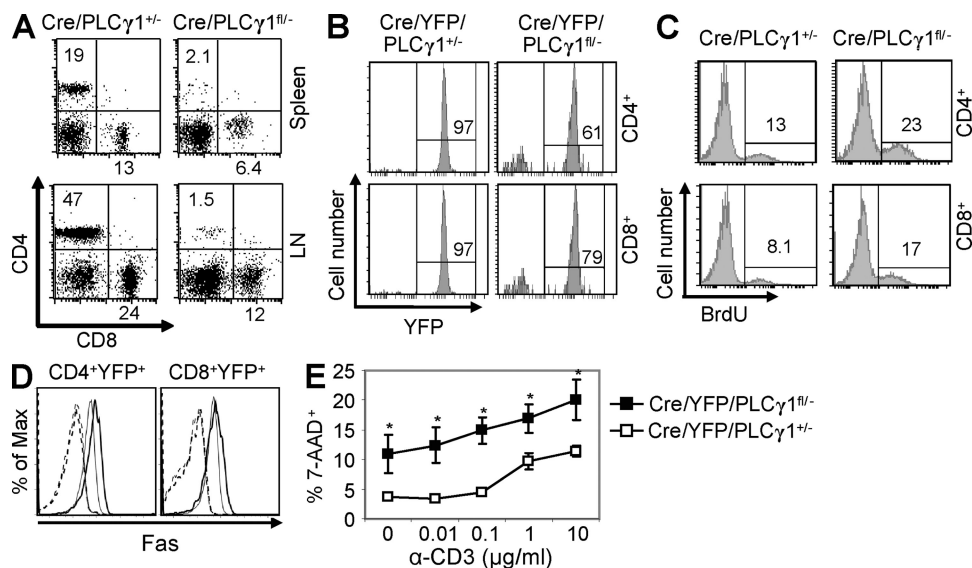 A
Cre/PLCγ1+/- Cre/PLCγ1fl/-
19
2.1
Spleen
13
6.4
47
1.5
LN
24
12
CD4
CD8
B
Cre/YFP/
PLCγ1+/-
Cre/YFP/
PLCγ1fl/-
97
61
CD4+
97
79
CD8+
Cell number
YFP
C
Cre/PLCγ1+/- Cre/PLCγ1fl/-
13
23
CD4+
8.1
17
CD8+
Cell number
BrdU
D
CD4+YFP+ CD8+YFP+
% of Max
Fas
E
25
20
15
10
5
0
% 7-AAD+
* * * * *
0 0.01 0.1 1 10
α-CD3 (µg/ml)
Cre/YFP/PLCγ1fl/-
Cre/YFP/PLCγ1+/-